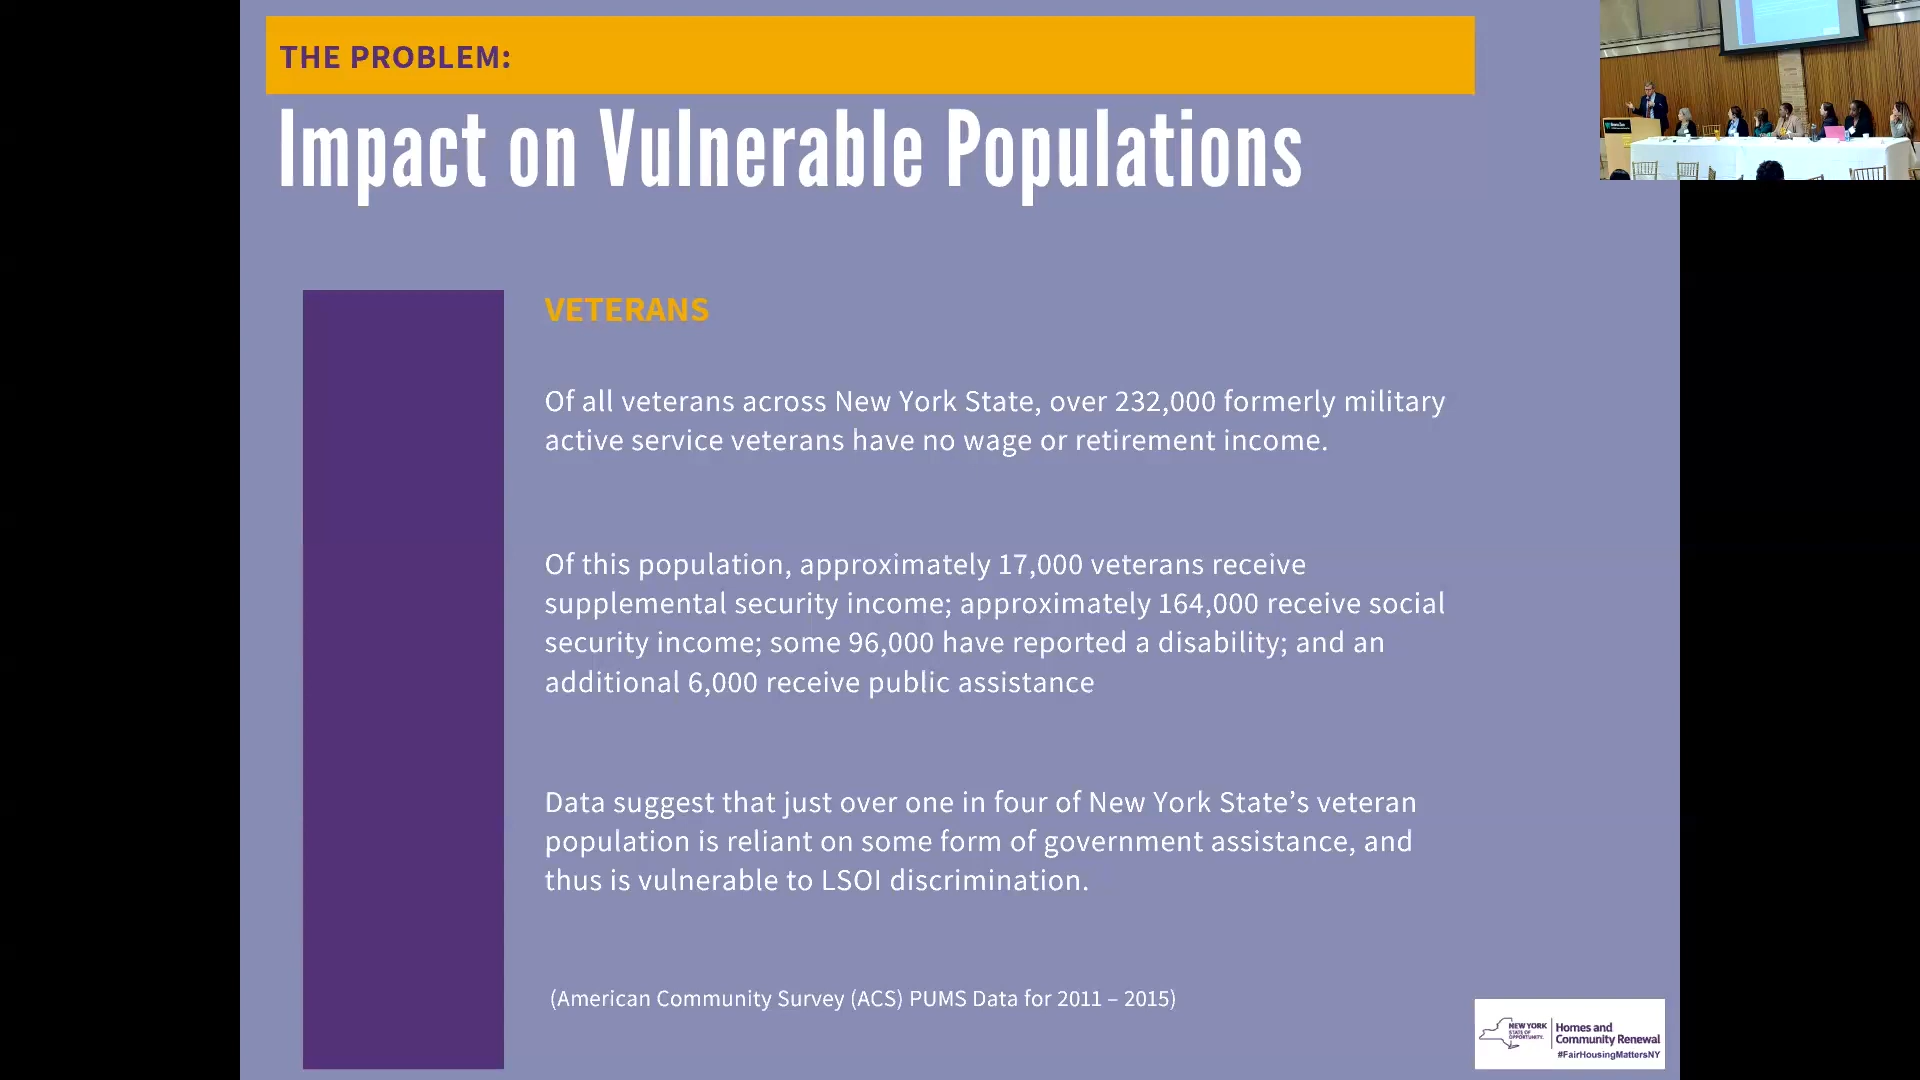 THE PROBLEM:
Impact on Vulnerable Populations
VETERANS
Of all veterans across New York State, over 232,000 formerly military
active service veterans have no wage or retirement income.
Of this population, approximately 17,000 veterans receive
supplemental security income; approximately 164,000 receive social
security income; some 96,000 have reported a disability; and an
additional 6,000 receive public assistance
Data suggest that just over one in four of New York State’s veteran
population is reliant on some form of government assistance, and
thus is vulnerable to LSOI discrimination.
(American Community Survey (ACS) PUMS Data for 2011 – 2015)
NEW YORK
STATE OF
OPPORTUNITY.
Homes and
Community Renewal
#FairHousingMattersNY